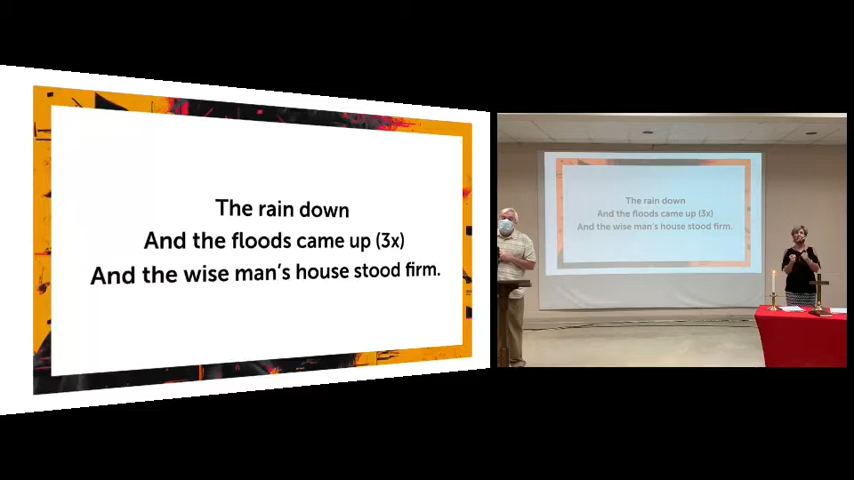 The rain down
And the floods came up (3x)
And the wise man's house stood firm.
The rain down
And the floods came up (3x)
And the wise man's house stood firm.